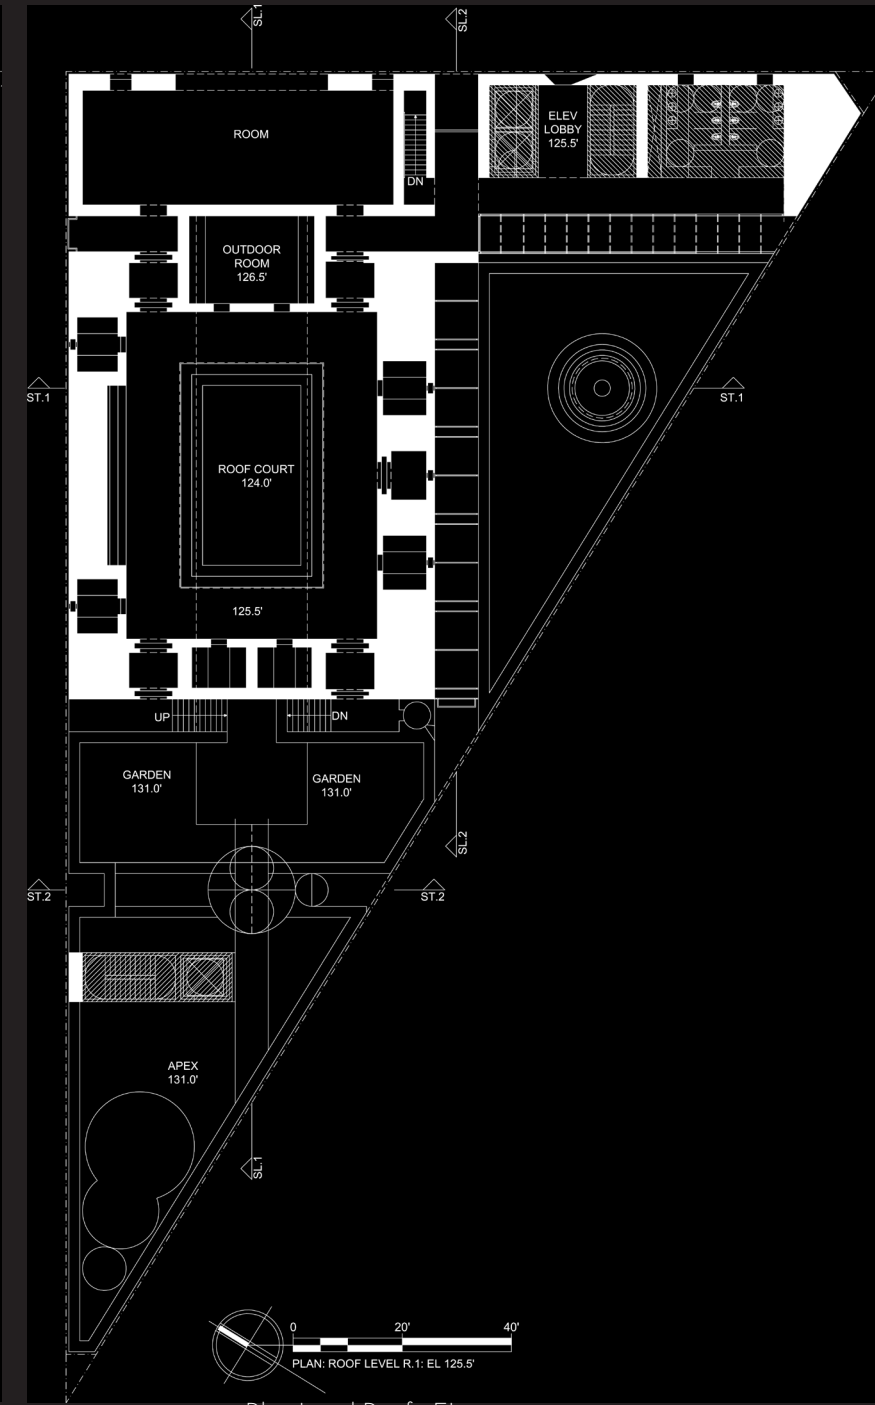 SL.1
SL.2
ELEV
LOBBY
125.5'
ROOM
DN
OUTDOOR
ROOM
126.5'
ST.1
ST.1
ROOF COURT
124.0'
125.5'
UP
DN
GARDEN
131.0'
GARDEN
131.0'
SL.2
ST.2
ST.2
APEX
131.0'
SL.1
0 20' 40'
PLAN: ROOF LEVEL R.1: EL 125.5'